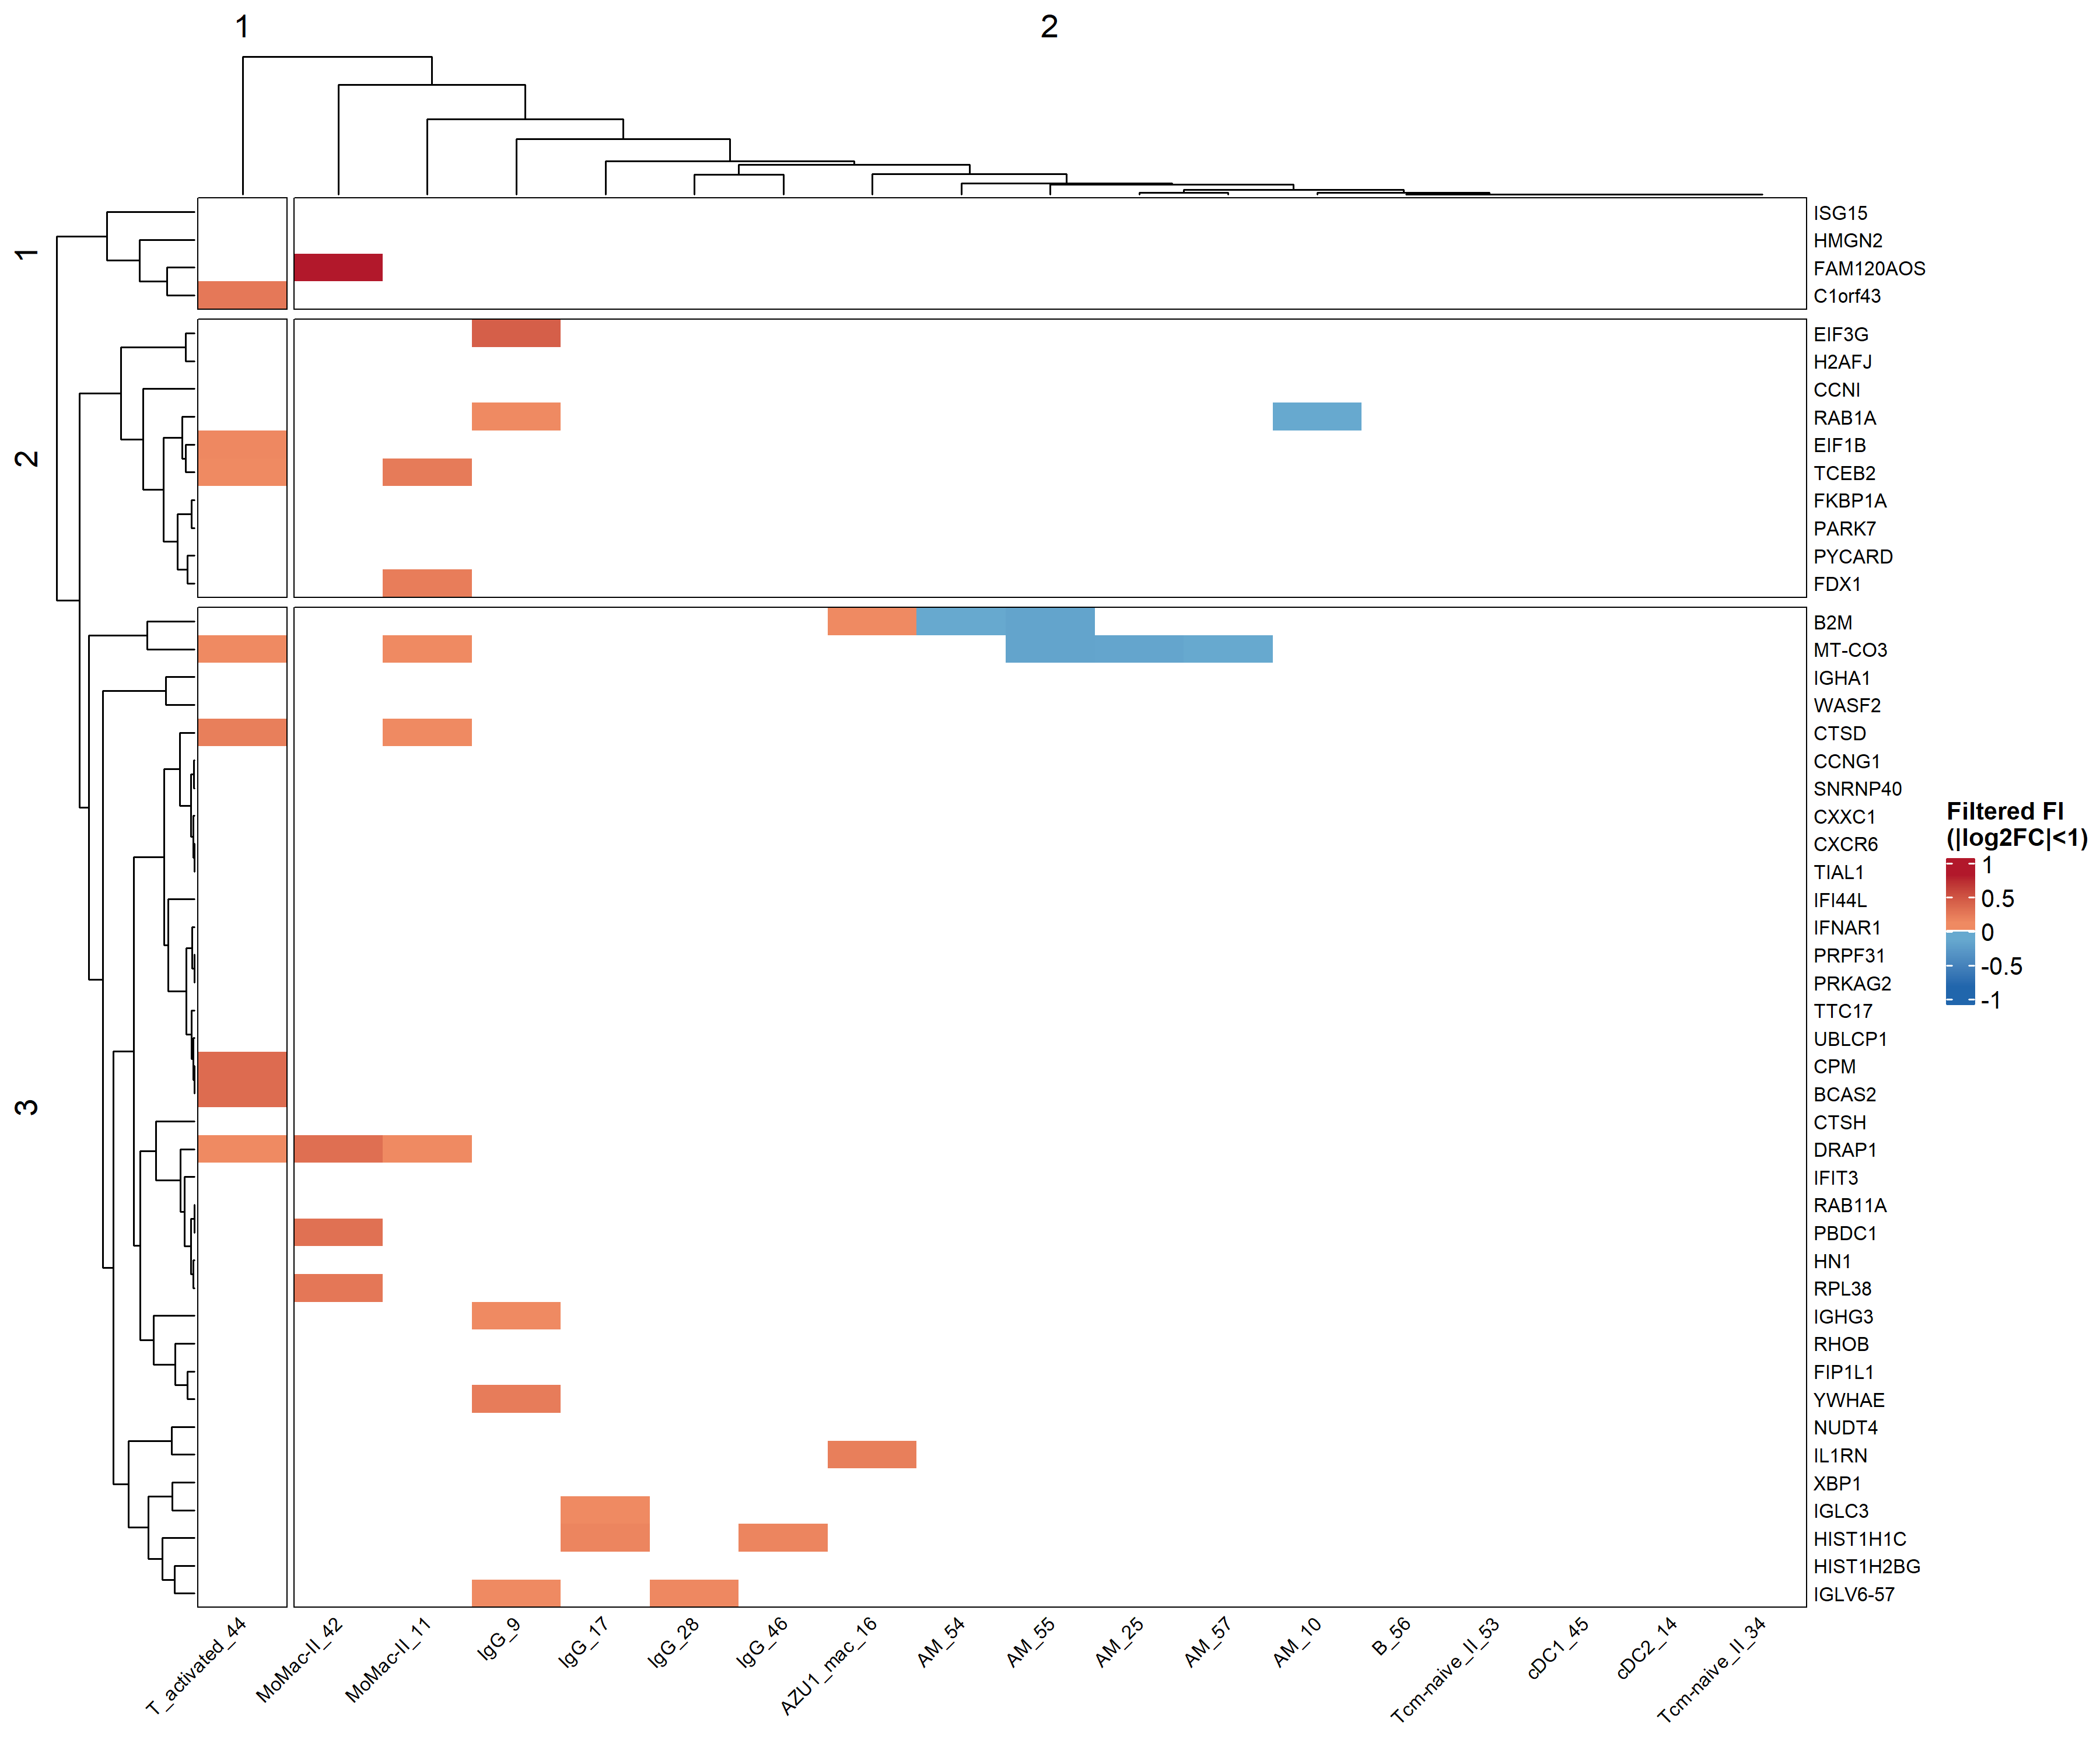 1
2
1
ISG15
HMGN2
FAM120AOS
C1orf43
2
EIF3G
H2AFJ
CCNI
RAB1A
EIF1B
TCEB2
FKBP1A
PARK7
PYCARD
FDX1
3
B2M
MT-CO3
IGHA1
WASF2
CTSD
CCNG1
SNRNP40
CXXC1
CXCR6
TIAL1
IFI44L
IFNAR1
PRPF31
PRKAG2
TTC17
UBLCP1
CPM
BCAS2
CTSH
DRAP1
IFIT3
RAB11A
PBDC1
HN1
RPL38
IGHG3
RHOB
FIP1L1
YWHAE
NUDT4
IL1RN
XBP1
IGLC3
HIST1H1C
HIST1H2BG
IGLV6-57
Filtered FI
(|log2FC|<1)
1
0.5
0
-0.5
-1
T_activated_44
MoMac-II_42
MoMac-II_11
IgG_9
IgG_17
IgG_28
IgG_46
AZU1_mac_16
AM_54
AM_55
AM_25
AM_57
AM_10
B_56
Tcm-naive_II_53
cDC1_45
cDC2_14
Tcm-naive_II_34